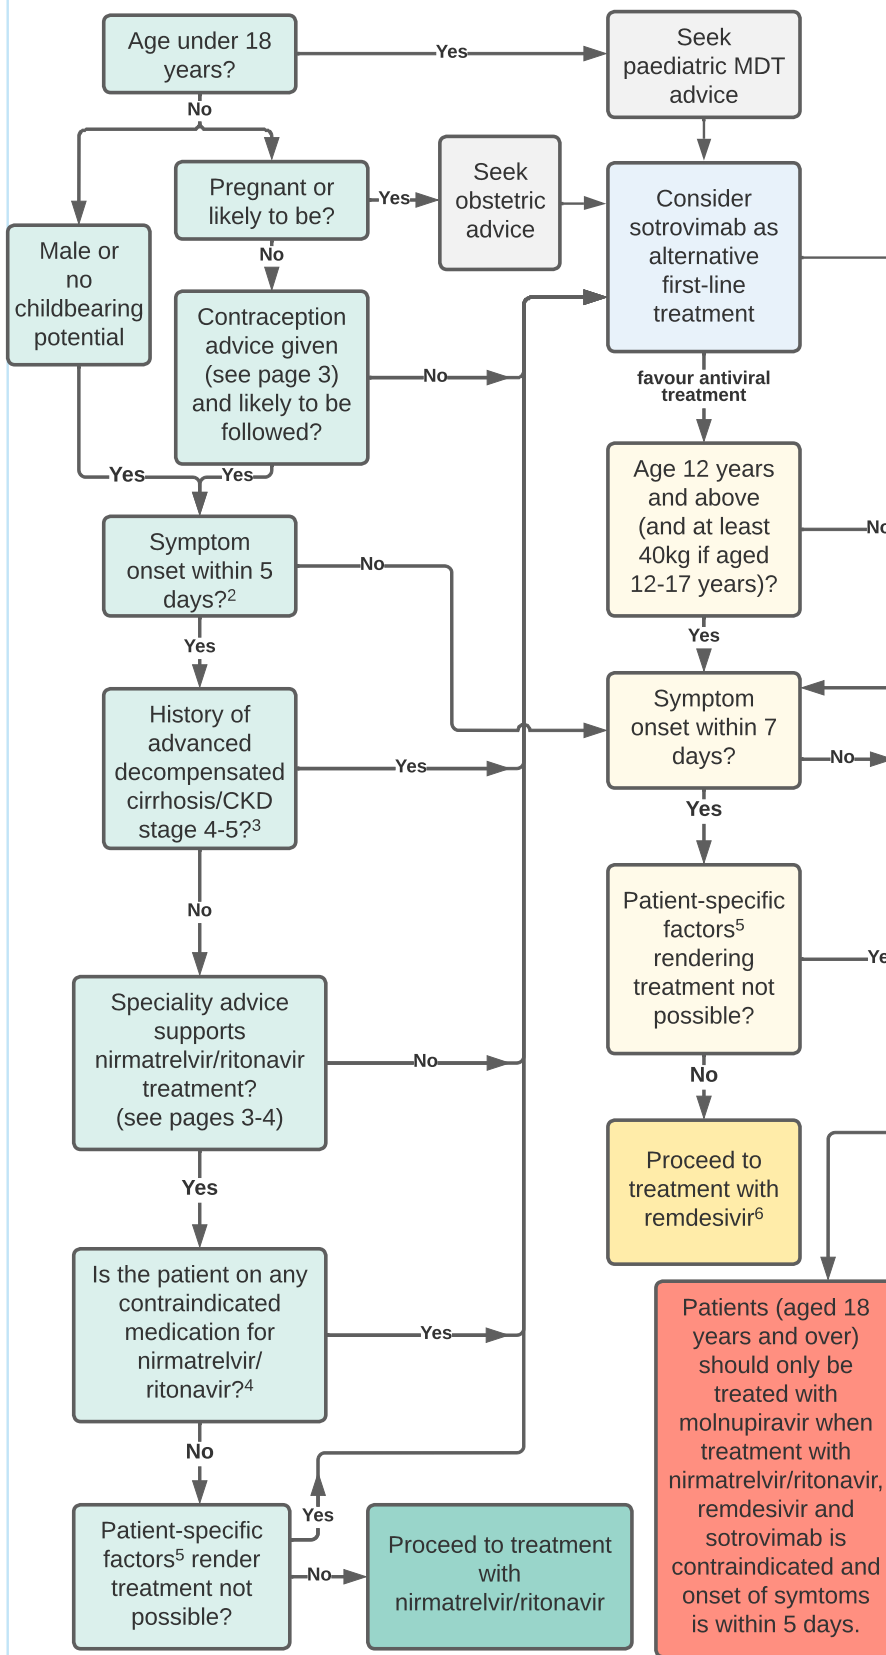 Age under 18
years?
Yes
Seek
paediatric MDT
advice
No
Pregnant or
likely to be?
Yes
Seek
obstetric
advice
Consider
sotrovimab as
alternative
first-line
treatment
Male or
no
childbearing
potential
No
Contraception
advice given
(see page 3)
and likely to be
followed?
No
favour antiviral
treatment
Yes
Yes
Age 12 years
and above
(and at least
40kg if aged
12-17 years)?
No
Symptom
onset within 5
days?2
No
Yes
Yes
History of
advanced
decompensated
cirrhosis/CKD
stage 4-5?3
Yes
Symptom
onset within 7
days?
No
Yes
No
Patient-specific
factors5
rendering
treatment not
possible?
Ye
Speciality advice
supports
nirmatrelvir/ritonavir
treatment?
(see pages 3-4)
No
No
Yes
Proceed to
treatment with
remdesivir6
Is the patient on any
contraindicated
medication for
nirmatrelvir/
ritonavir?4
Yes
Patients (aged 18
years and over)
should only be
treated with
molnupiravir when
treatment with
nirmatrelvir/ritonavir,
remdesivir and
sotrovimab is
contraindicated and
onset of symtoms
is within 5 days.
No
Patient-specific
factors5 render
treatment not
possible?
Yes
No
Proceed to treatment
with
nirmatrelvir/ritonavir